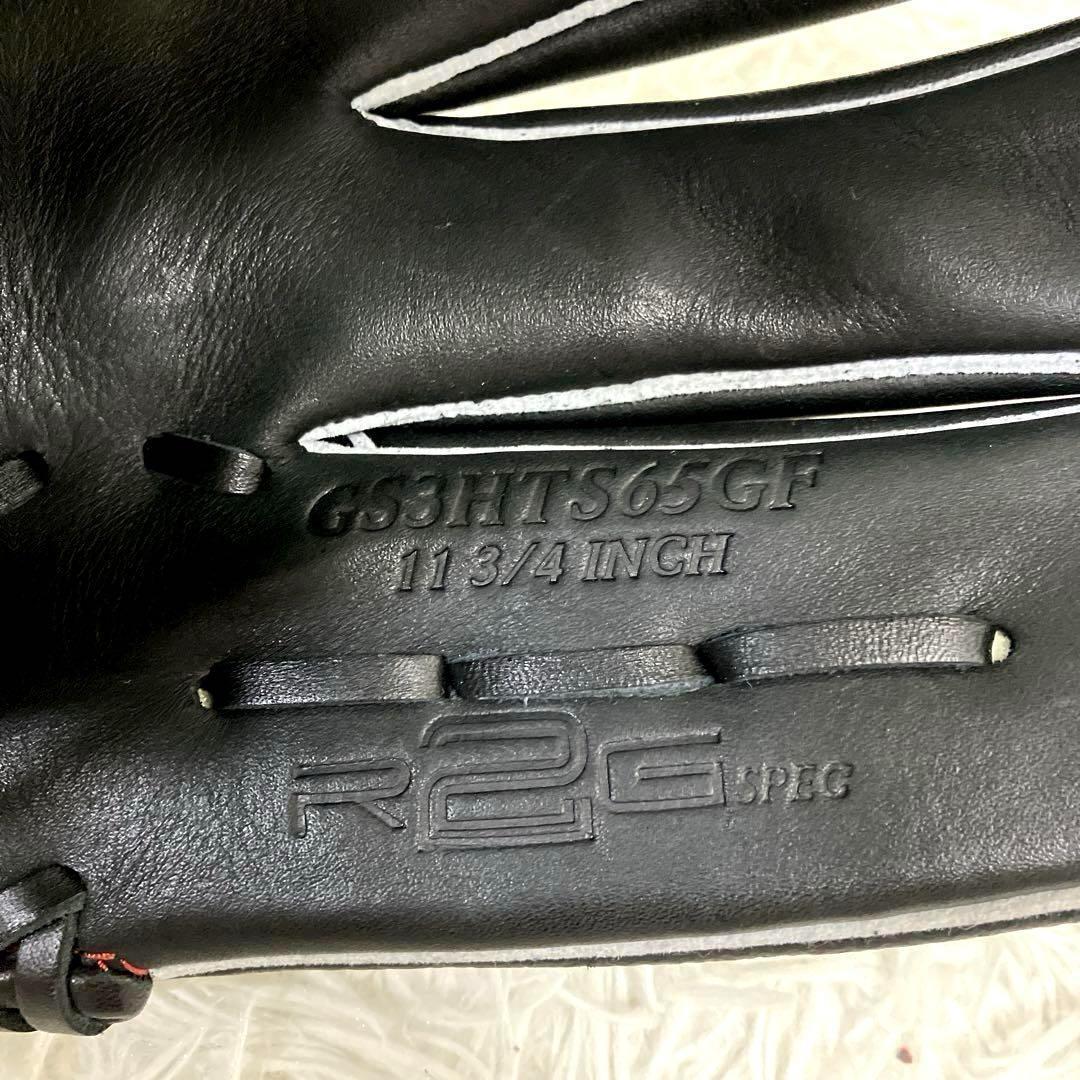 GS3HTS65GF
11 3/4 INCH
R2G SPEC